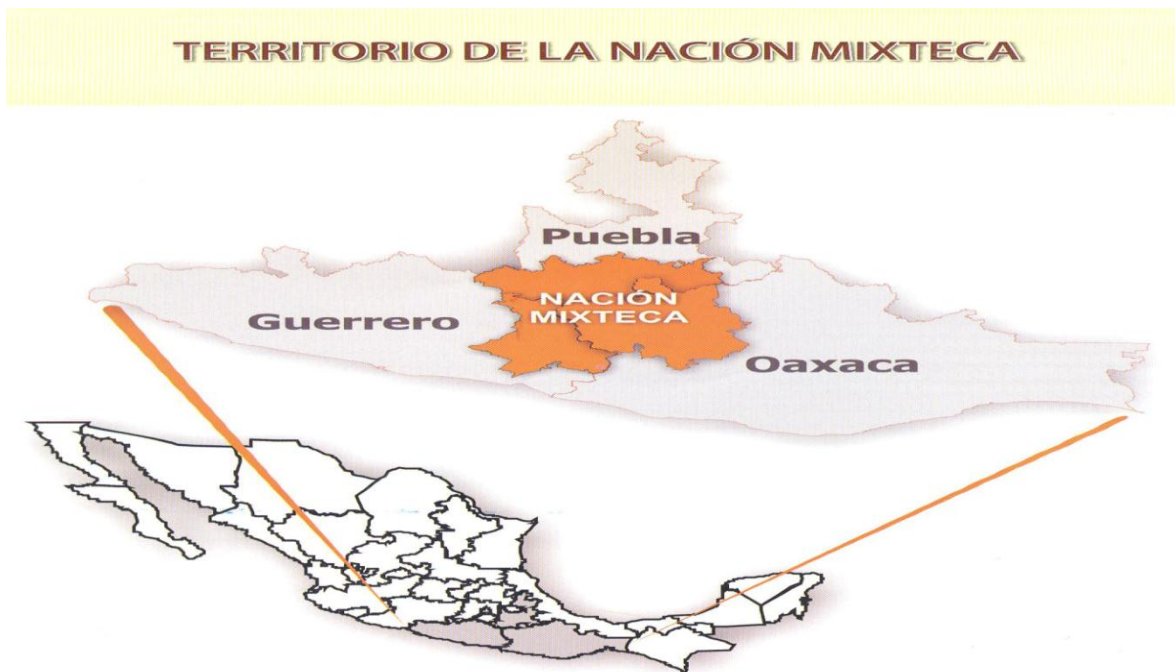 TERRITORIO DE LA NACIÓN MIXTECA
Puebla
NACIÓN
MIXTECA
Guerrero
Oaxaca